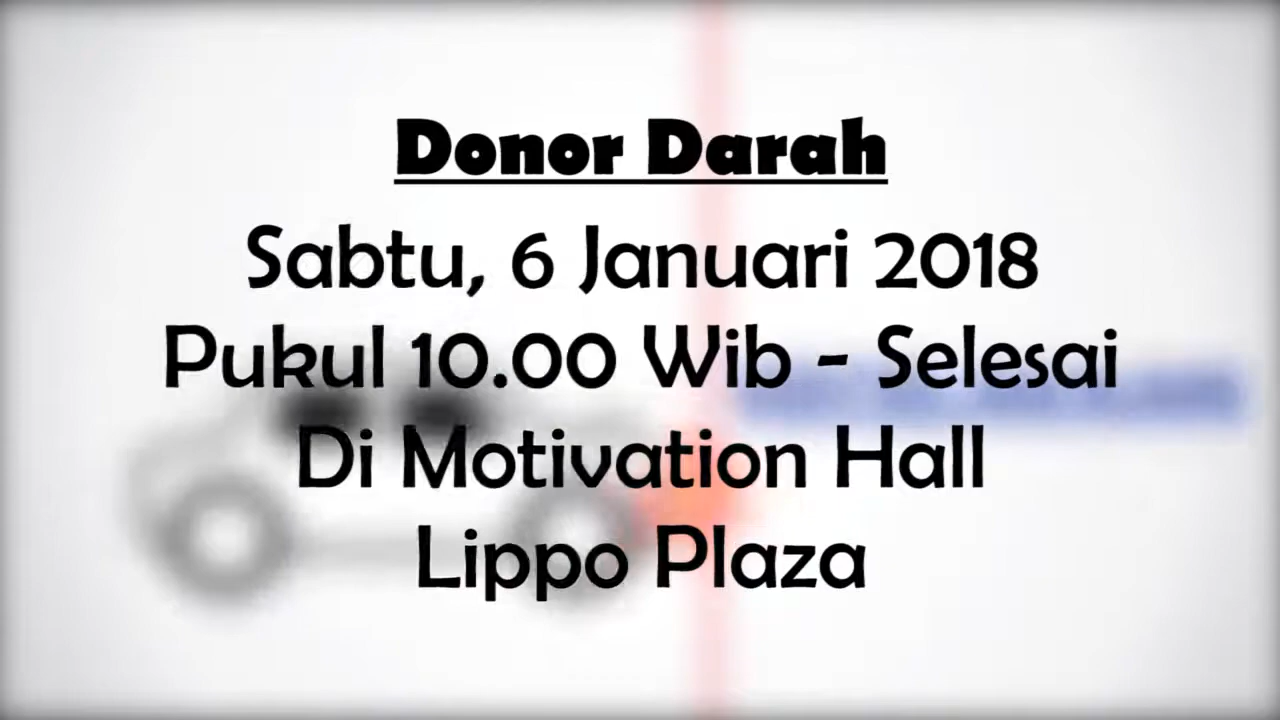 Donor Darah
Sabtu, 6 Januari 2018
Pukul 10.00 Wib - Selesai
Di Motivation Hall
Lippo Plaza